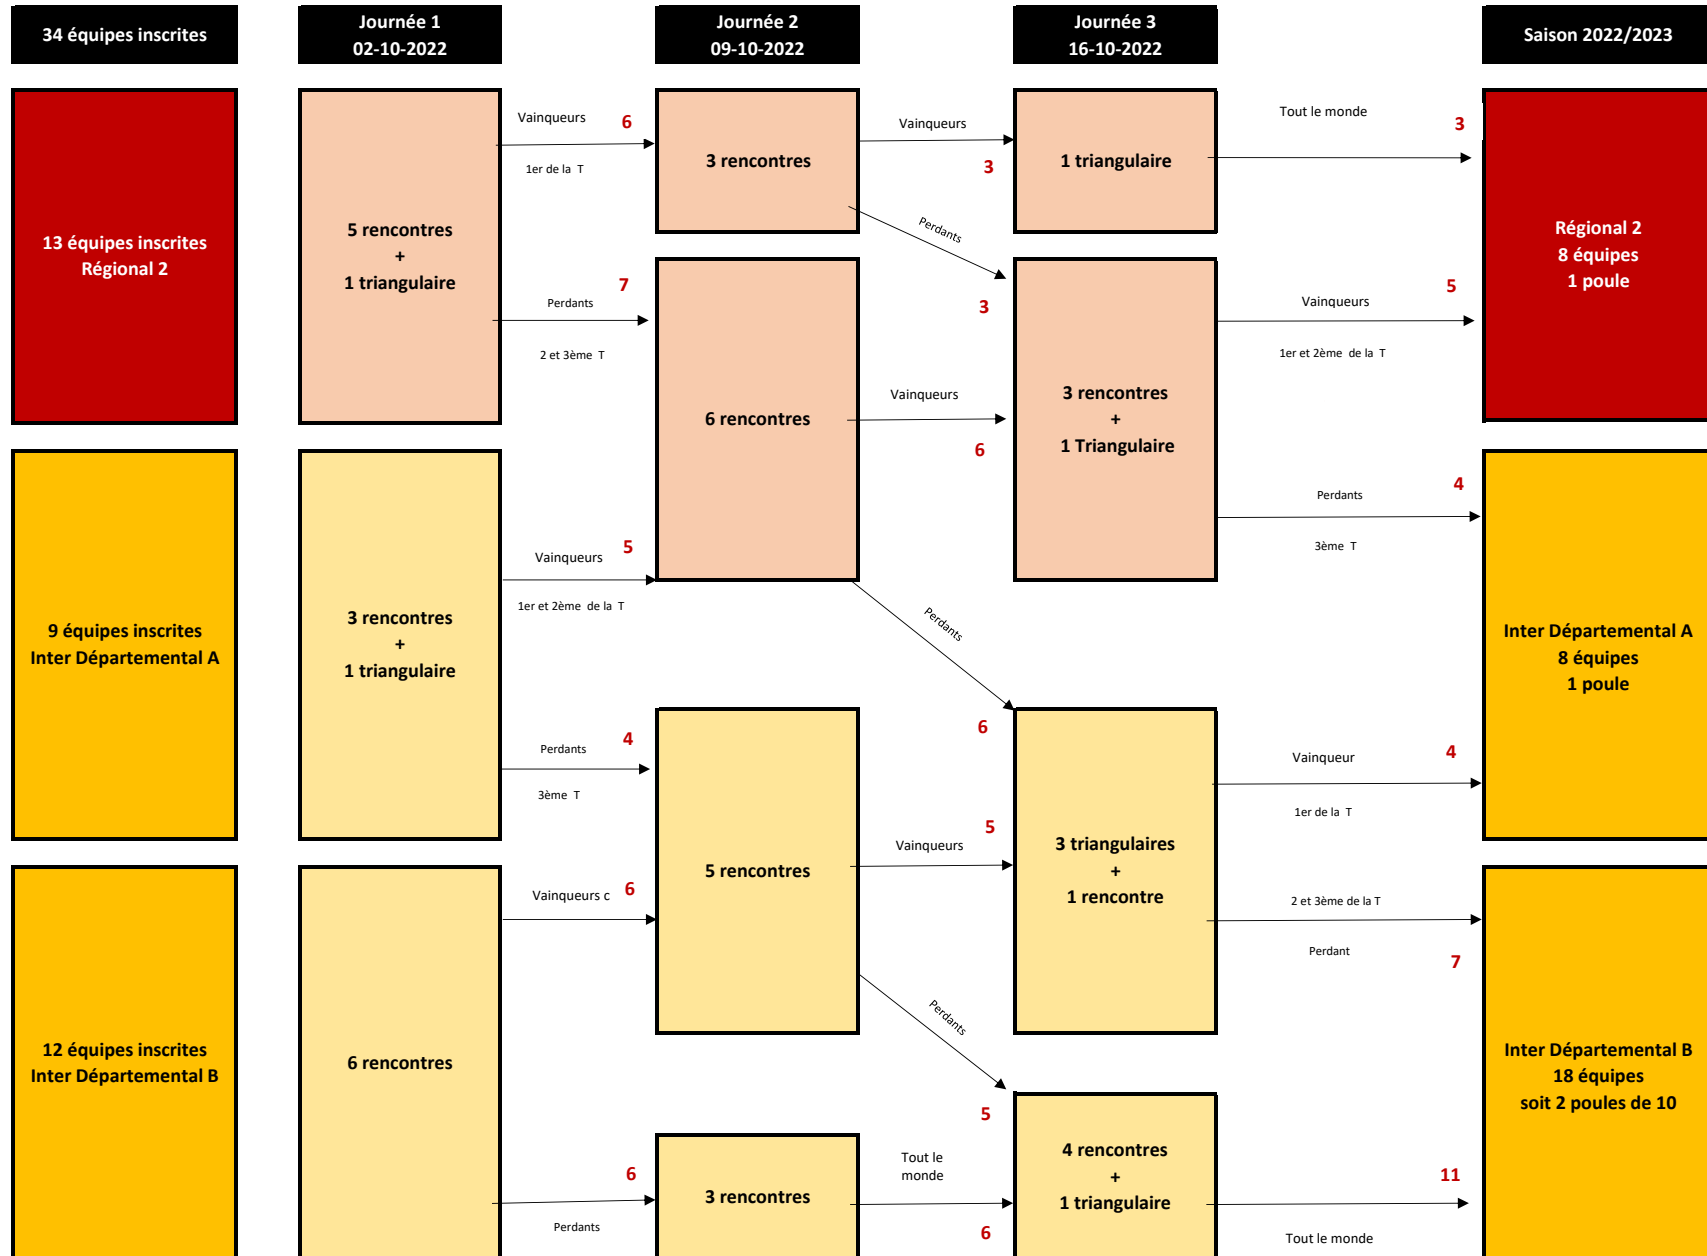 34 équipes inscrites
Journée 1
02-10-2022
Journée 2
09-10-2022
Journée 3
16-10-2022
Saison 2022/2023
13 équipes inscrites
Régional 2
5 rencontres
+
1 triangulaire
Vainqueurs
6
1er de la T
Perdants
7
2 et 3ème T
3 rencontres
Vainqueurs
3
Perdants
3
1 triangulaire
Tout le monde
3
6 rencontres
Vainqueurs
6
Perdants
6
3 rencontres
+
1 Triangulaire
Vainqueurs
5
1er et 2ème de la T
Perdants
4
3ème T
Régional 2
8 équipes
1 poule
9 équipes inscrites
Inter Départemental A
3 rencontres
+
1 triangulaire
Vainqueurs
5
1er et 2ème de la T
Perdants
4
3ème T
5 rencontres
Vainqueurs
5
Perdants
5
3 triangulaires
+
1 rencontre
Vainqueur
4
1er de la T
2 et 3ème de la T
Perdant
7
Inter Départemental A
8 équipes
1 poule
12 équipes inscrites
Inter Départemental B
6 rencontres
Vainqueurs c
6
6
Perdants
3 rencontres
Tout le
monde
6
4 rencontres
+
1 triangulaire
11
Tout le monde
Inter Départemental B
18 équipes
soit 2 poules de 10